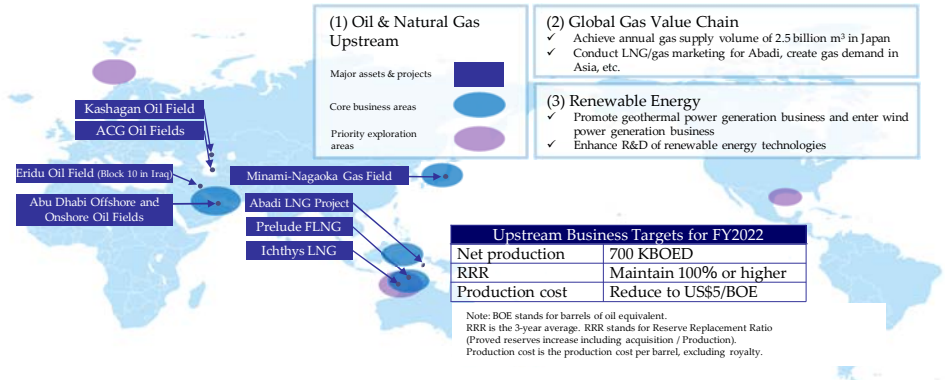 (1) Oil & Natural Gas
Upstream
Major assets & projects
Core business areas
Priority exploration
areas
(2) Global Gas Value Chain
✓ Achieve annual gas supply volume of 2.5 billion m³ in Japan
✓ Conduct LNG/gas marketing for Abadi, create gas demand in
Asia, etc.
(3) Renewable Energy
✓ Promote geothermal power generation business and enter wind
power generation business
✓ Enhance R&D of renewable energy technologies
Kashagan Oil Field
ACG Oil Fields
Eridu Oil Field (Block 10 in Iraq)
Abu Dhabi Offshore and
Onshore Oil Fields
Minami-Nagaoka Gas Field
Abadi LNG Project
Prelude FLNG
Ichthys LNG
Upstream Business Targets for FY2022
Net production 700 KBOED
RRR Maintain 100% or higher
Production cost Reduce to US$5/BOE
Note: BOE stands for barrels of oil equivalent.
RRR is the 3-year average. RRR stands for Reserve Replacement Ratio
(Proved reserves increase including acquisition / Production).
Production cost is the production cost per barrel, excluding royalty.